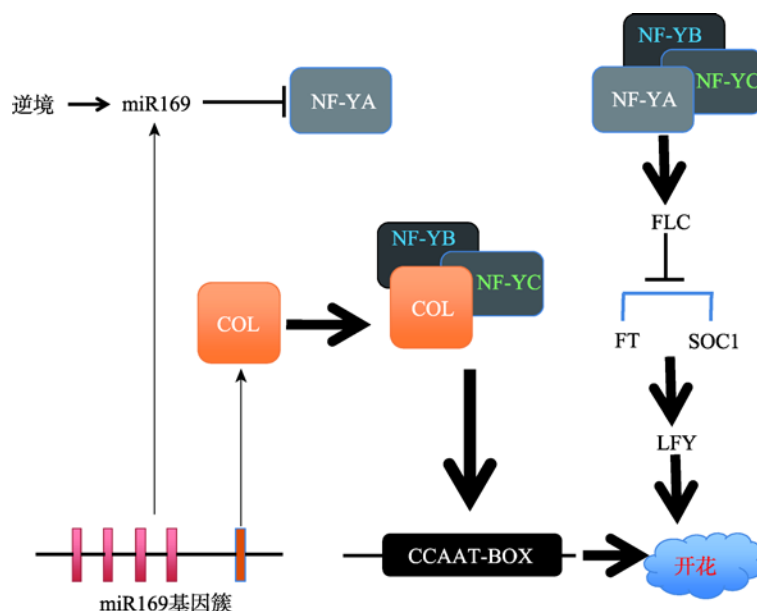 NF-YB
NF-YC
NF-YA
逆境
miR169
NF-YA
FLC
NF-YB
NF-YC
COL
COL
FT
SOC1
LFY
CCAAT-BOX
开花
miR169基因簇